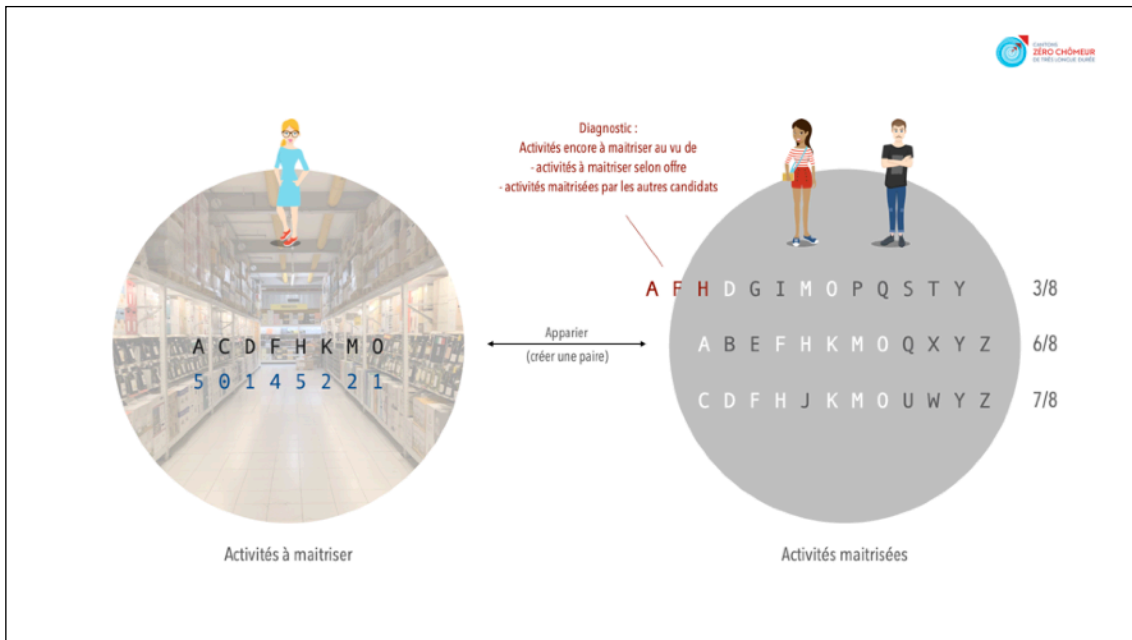 CANTONS
ZÉRO CHÔMEUR
DE TRÈS LONGUE DURÉE
Diagnostic :
Activités encore à maitriser au vu de
- activités à maitriser selon offre
- activités maitrisées par les autres candidats
A F H D G I M O P Q S T Y 3/8
A C D F H K M O
5 0 1 4 5 2 2 1
Apparier
(créer une paire)
A B E F H K M O Q X Y Z 6/8
C D F H J K M O U W Y Z 7/8
Activités à maitriser
Activités maitrisées